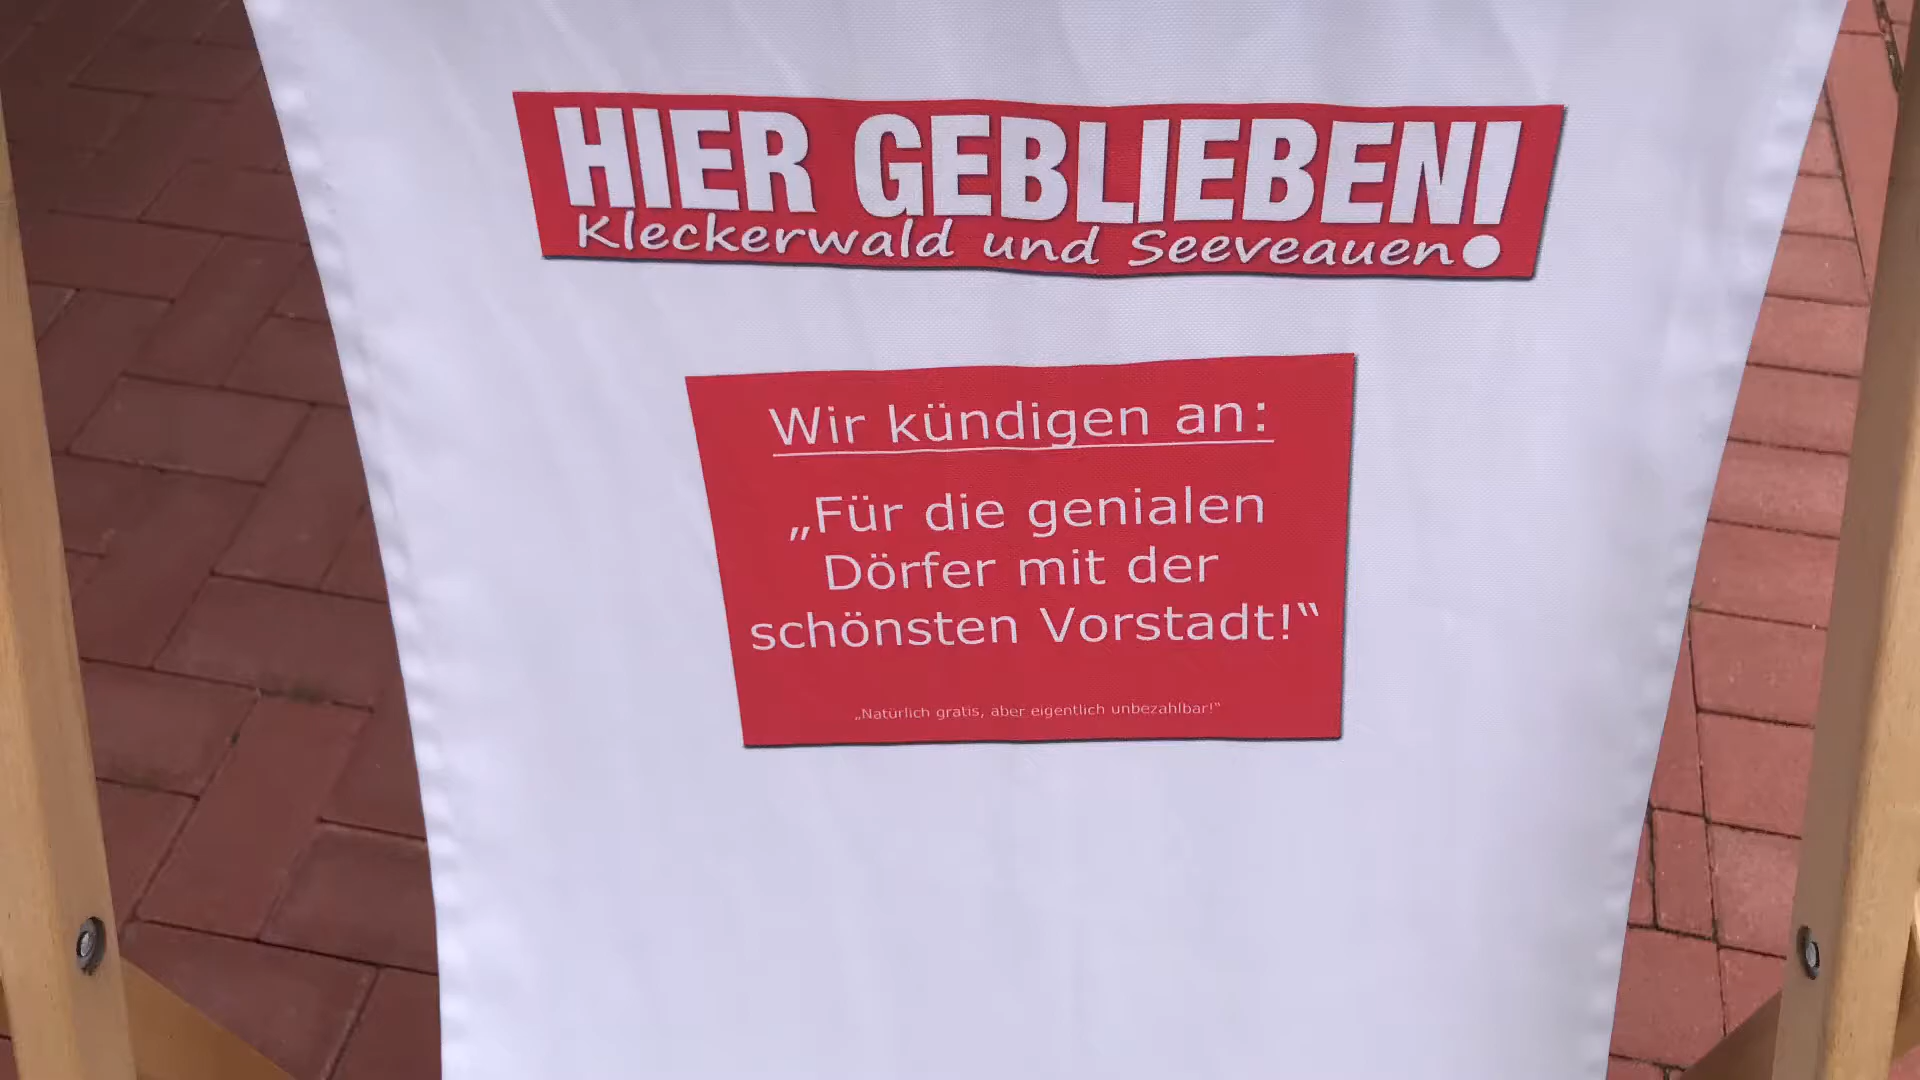 HIER GEBLIEBEN!
Kleckerwald und Seeveauen
Wir kündigen an:
„Für die genialen
Dörfer mit der
schönsten Vorstadt!“
„Natürlich gratis, aber eigentlich unbezahlbar!“